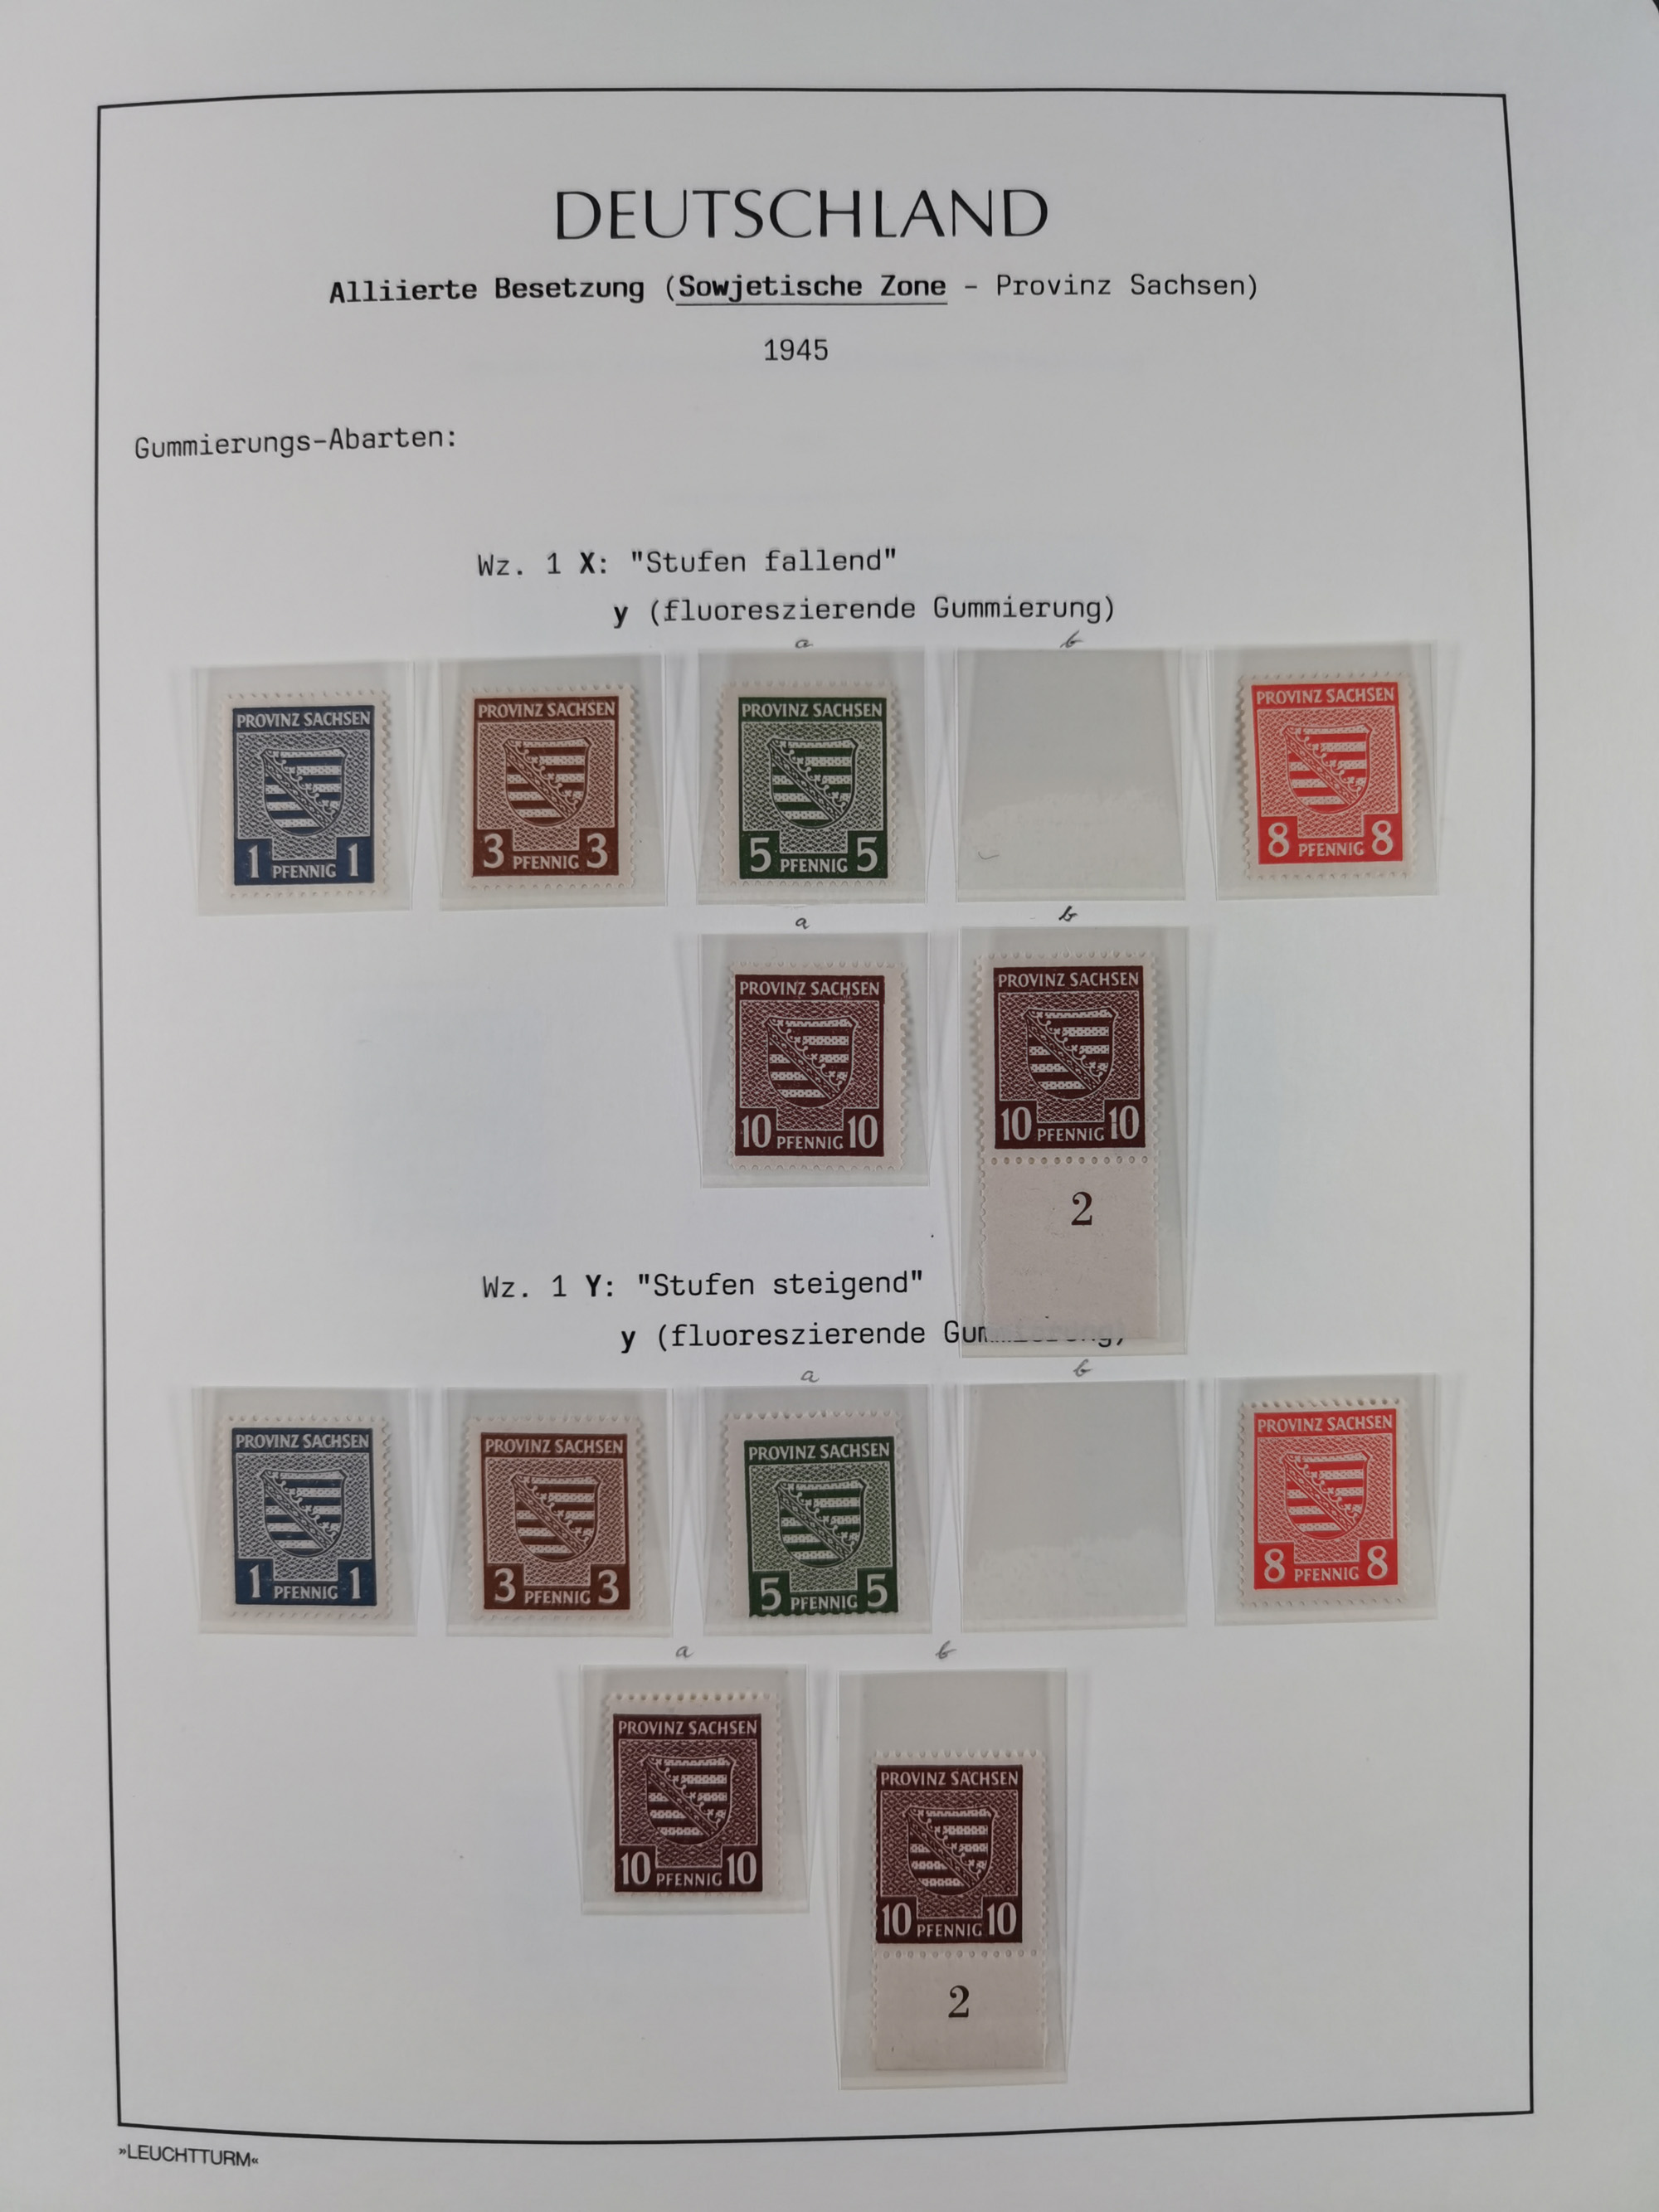 DEUTSCHLAND
Alliierte Besetzung (Sowjetische Zone – Provinz Sachsen)
1945
Gummierungs-Abarten:
Wz. 1 X: "Stufen fallend"
y (fluoreszierende Gummierung)
a b
PROVINZ SACHSEN
1 PFENNIG 1
PROVINZ SACHSEN
3 PFENNIG 3
PROVINZ SACHSEN
5 PFENNIG 5
PROVINZ SACHSEN
8 PFENNIG 8
a b
PROVINZ SACHSEN
10 PFENNIG 10
PROVINZ SACHSEN
10 PFENNIG 10
2
Wz. 1 Y: "Stufen steigend"
y (fluoreszierende Gummierung)
a b
PROVINZ SACHSEN
1 PFENNIG 1
PROVINZ SACHSEN
3 PFENNIG 3
PROVINZ SACHSEN
5 PFENNIG 5
PROVINZ SACHSEN
8 PFENNIG 8
a b
PROVINZ SACHSEN
10 PFENNIG 10
PROVINZ SACHSEN
10 PFENNIG 10
2
»LEUCHTTURM«